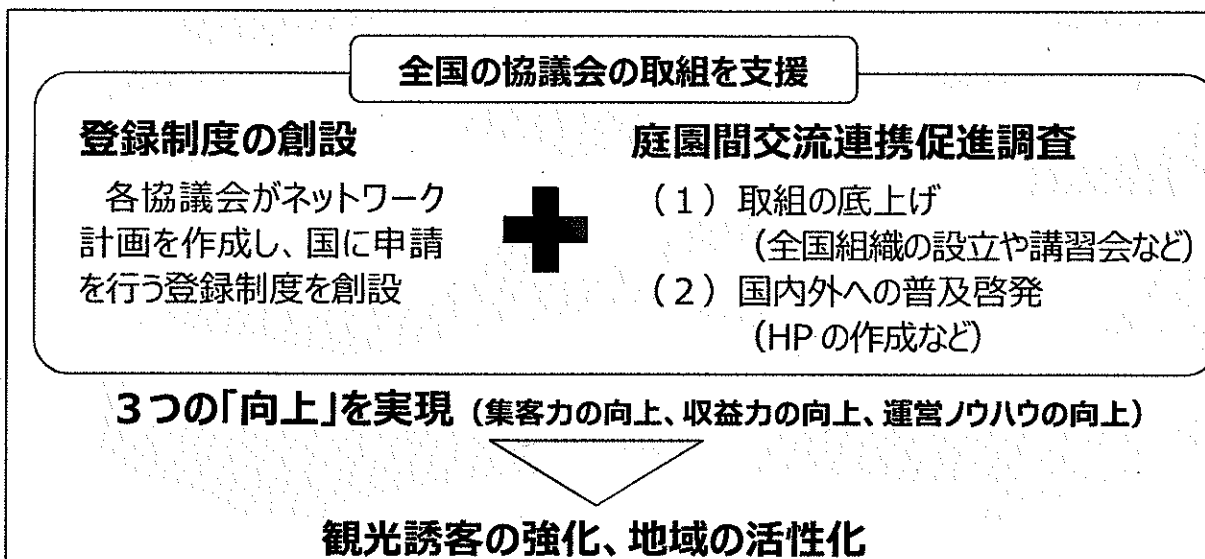 全国の協議会の取組を支援
登録制度の創設
各協議会がネットワーク
計画を作成し、国に申請
を行う登録制度を創設
庭園間交流連携促進調査
（１）取組の底上げ
（全国組織の設立や講習会など）
（２）国内外への普及啓発
（HPの作成など）
３つの「向上」を実現（集客力の向上、収益力の向上、運営ノウハウの向上）
観光誘客の強化、地域の活性化